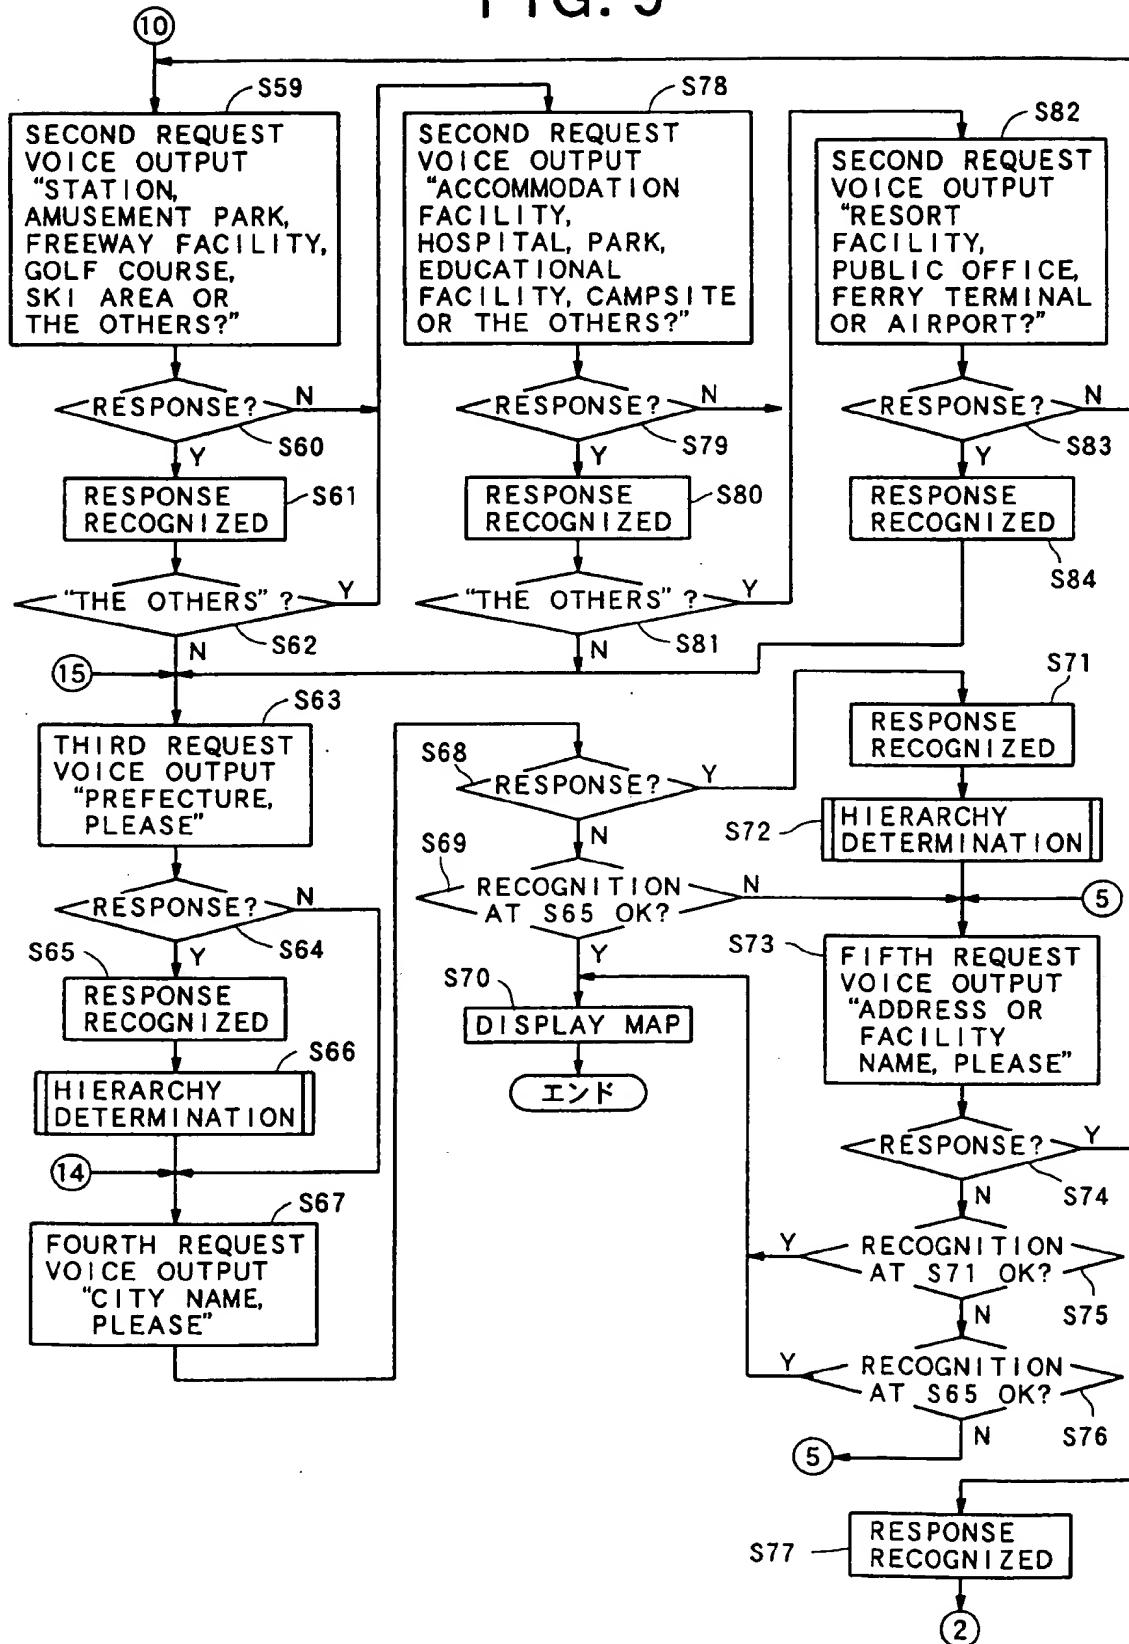 FIG. 9
10
S59
SECOND REQUEST
VOICE OUTPUT
"STATION,
AMUSEMENT PARK,
FREEWAY FACILITY,
GOLF COURSE,
SKI AREA OR
THE OTHERS?"
RESPONSE?
N
S60
Y
RESPONSE
RECOGNIZED
S61
"THE OTHERS" ?
Y
S62
N
S78
SECOND REQUEST
VOICE OUTPUT
"ACCOMMODATION
FACILITY,
HOSPITAL, PARK,
EDUCATIONAL
FACILITY, CAMPSITE
OR THE OTHERS?"
RESPONSE?
N
S79
Y
RESPONSE
RECOGNIZED
S80
"THE OTHERS" ?
Y
S81
N
S82
SECOND REQUEST
VOICE OUTPUT
"RESORT
FACILITY,
PUBLIC OFFICE,
FERRY TERMINAL
OR AIRPORT?"
RESPONSE?
N
S83
Y
RESPONSE
RECOGNIZED
S84
15
S63
THIRD REQUEST
VOICE OUTPUT
"PREFECTURE,
PLEASE"
RESPONSE?
N
S64
Y
S65
RESPONSE
RECOGNIZED
S66
HIERARCHY
DETERMINATION
14
S67
FOURTH REQUEST
VOICE OUTPUT
"CITY NAME,
PLEASE"
S68
RESPONSE?
Y
N
S69
RECOGNITION
AT S65 OK?
N
Y
S70
DISPLAY MAP
エンド
S71
RESPONSE
RECOGNIZED
S72
HIERARCHY
DETERMINATION
5
S73
FIFTH REQUEST
VOICE OUTPUT
"ADDRESS OR
FACILITY
NAME, PLEASE"
RESPONSE?
Y
S74
N
Y
RECOGNITION
AT S71 OK?
S75
N
Y
RECOGNITION
AT S65 OK?
S76
N
5
S77
RESPONSE
RECOGNIZED
2